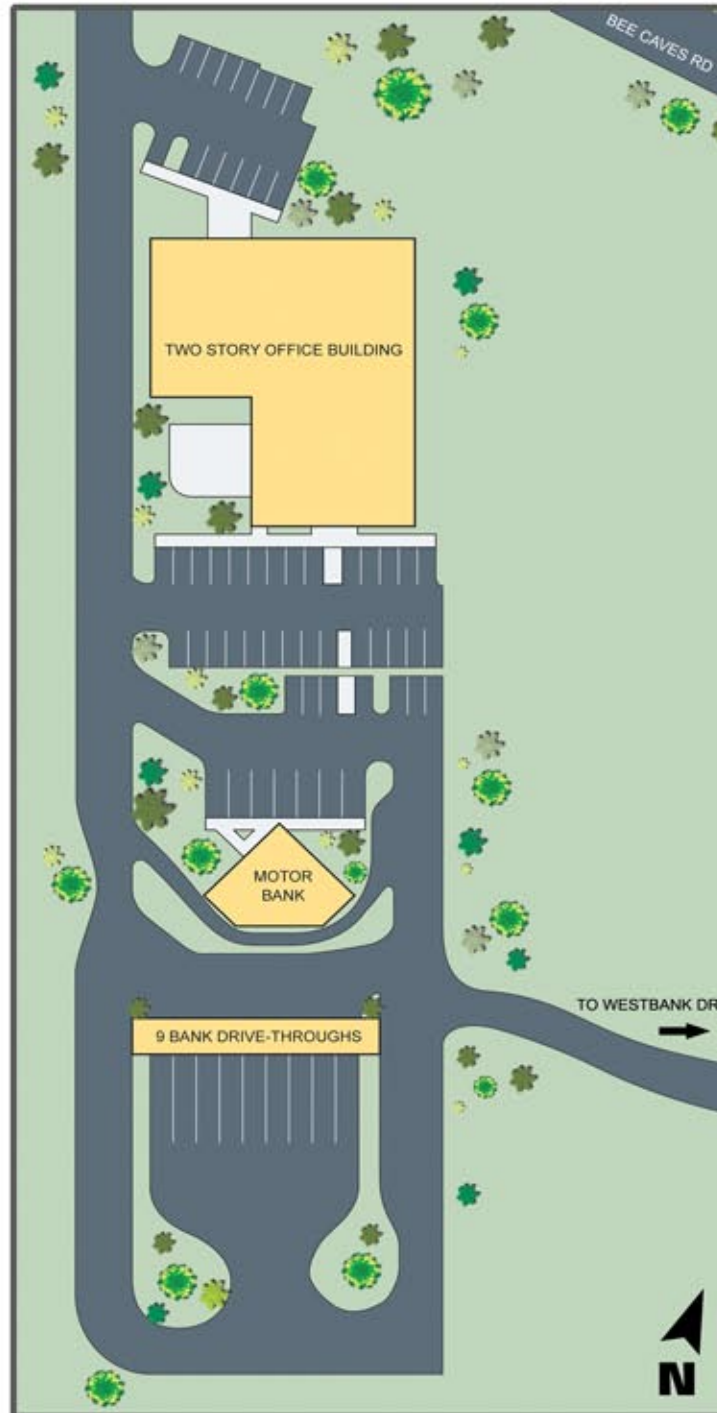 BEE CAVES RD
TWO STORY OFFICE BUILDING
MOTOR
BANK
TO WESTBANK DR
9 BANK DRIVE-THROUGHS
N